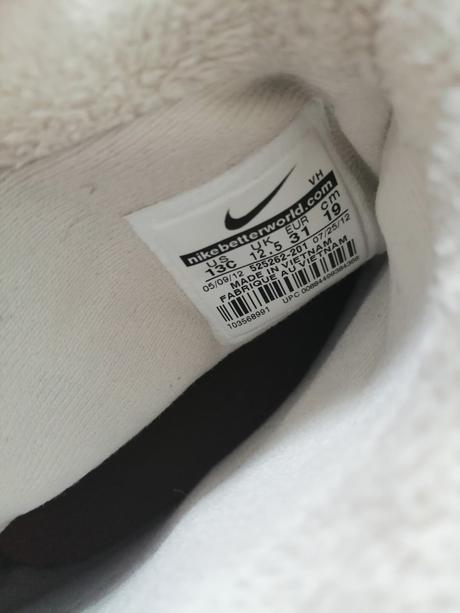 VH
nikebetterworld.com
US UK EUR cm
13C 12.5 31 19
05/09/12 525262-201 07/25/12
MADE IN VIETNAM
FABRIQUE AU VIETNAM
103568991 UPC